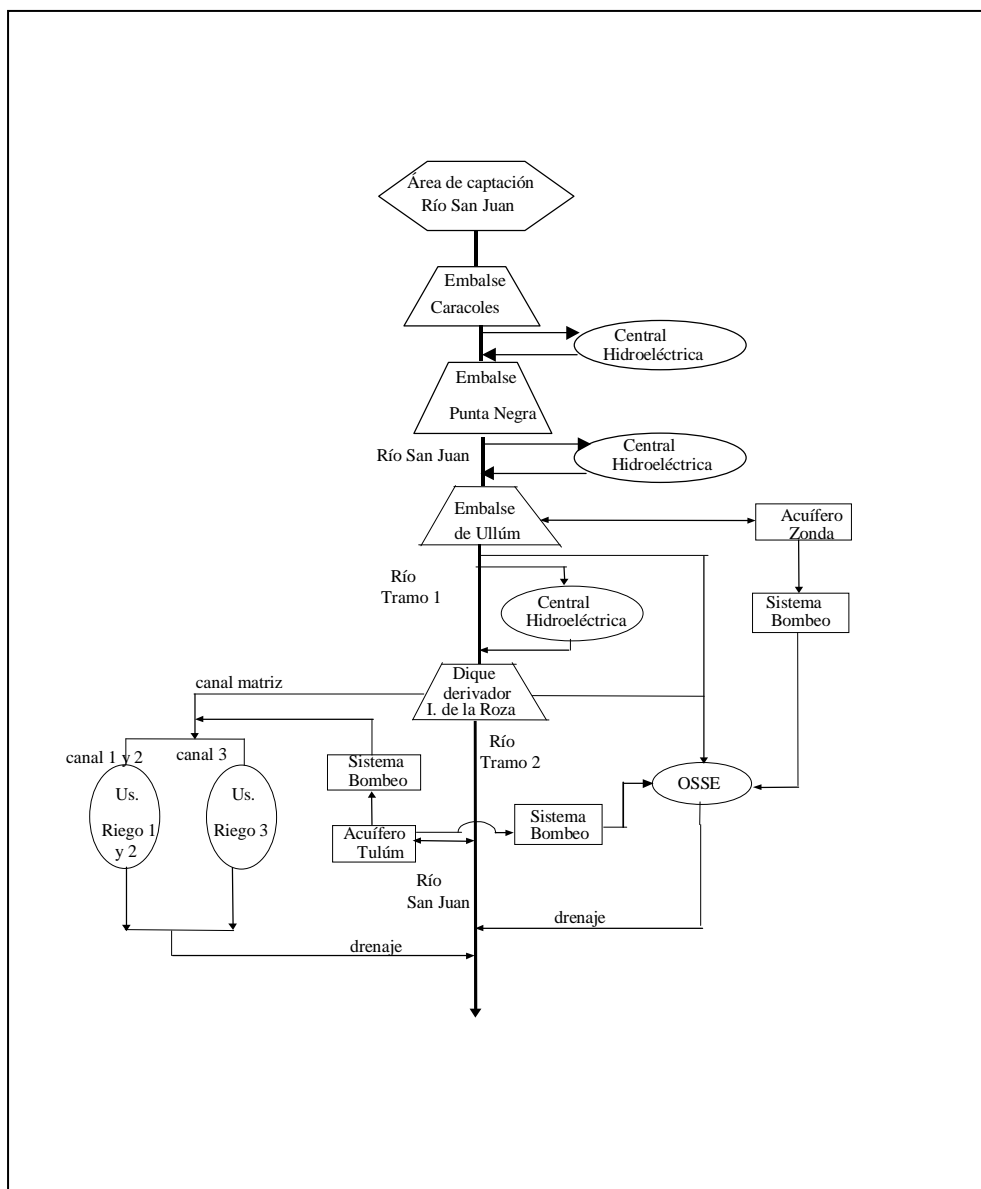 Área de captación
Río San Juan
Embalse
Caracoles
Central
Hidroeléctrica
Embalse
Punta Negra
Río San Juan
Central
Hidroeléctrica
Embalse
de Ullúm
Acuífero
Zonda
Río
Tramo 1
Central
Hidroeléctrica
Sistema
Bombeo
Dique
derivador
I. de la Roza
canal matriz
Río
Tramo 2
canal 1 y 2
canal 3
Sistema
Bombeo
OSSE
Us.
Riego 1
y 2
Us.
Riego 3
Acuífero
Tulúm
Sistema
Bombeo
Río
San Juan
drenaje
drenaje